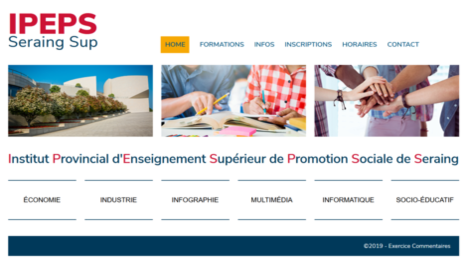 IPEPS
Seraing Sup
HOME FORMATIONS INFOS INSCRIPTIONS HORAIRES CONTACT
Institut Provincial d'Enseignement Supérieur de Promotion Sociale de Seraing
ÉCONOMIE INDUSTRIE INFOGRAPHIE MULTIMÉDIA INFORMATIQUE SOCIO-ÉDUCATIF
©2019 - Exercice Commentaires